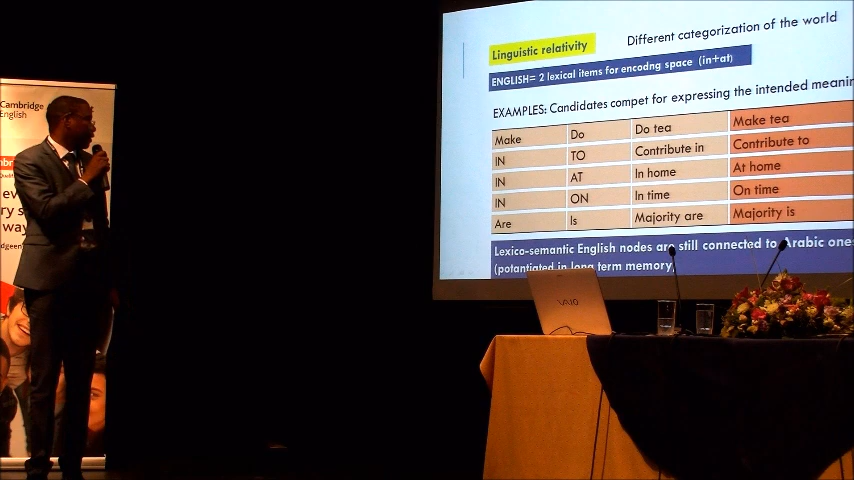 Cambridge
English
ev
ry s
way
Linguistic relativity
Different categorization of the world
ENGLISH= 2 lexical items for encodng space (in+at)
EXAMPLES: Candidates compet for expressing the intended meanin
Make Do Do tea Make tea
IN TO Contribute in Contribute to
IN AT In home At home
IN ON In time On time
Are Is Majority are Majority is
Lexico-semantic English nodes are still connected to Arabic ones
(potantiated in long term memory
VAIO